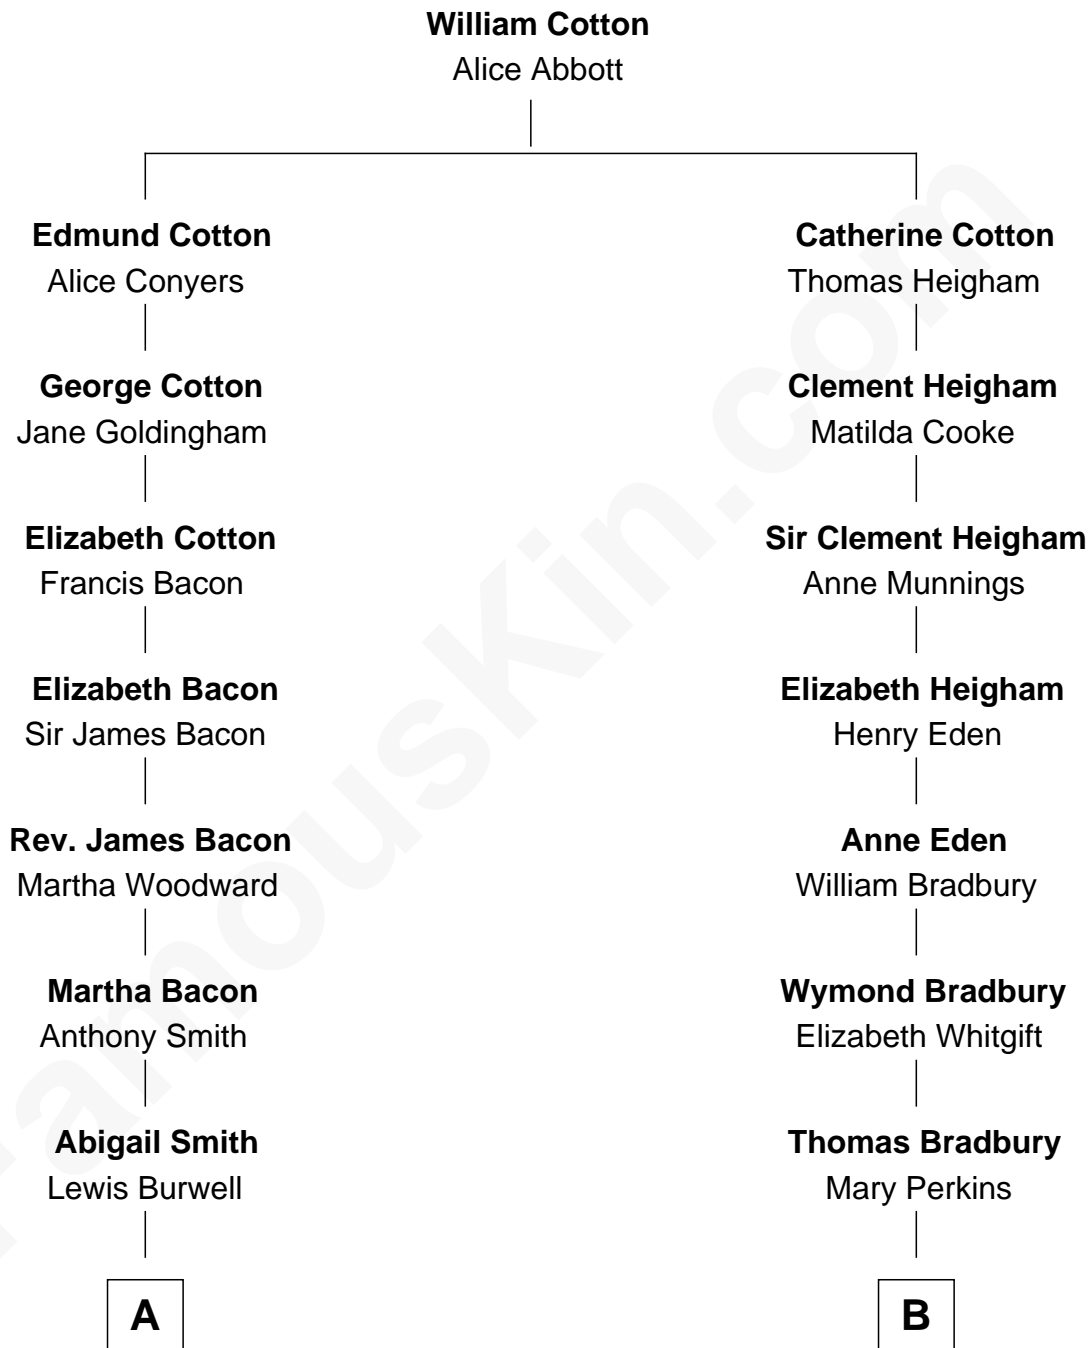 William Cotton
Alice Abbott
Edmund Cotton
Alice Conyers
George Cotton
Jane Goldingham
Elizabeth Cotton
Francis Bacon
Elizabeth Bacon
Sir James Bacon
Rev. James Bacon
Martha Woodward
Martha Bacon
Anthony Smith
Abigail Smith
Lewis Burwell
A
Catherine Cotton
Thomas Heigham
Clement Heigham
Matilda Cooke
Sir Clement Heigham
Anne Munnings
Elizabeth Heigham
Henry Eden
Anne Eden
William Bradbury
Wymond Bradbury
Elizabeth Whitgift
Thomas Bradbury
Mary Perkins
B
FamousKin.com